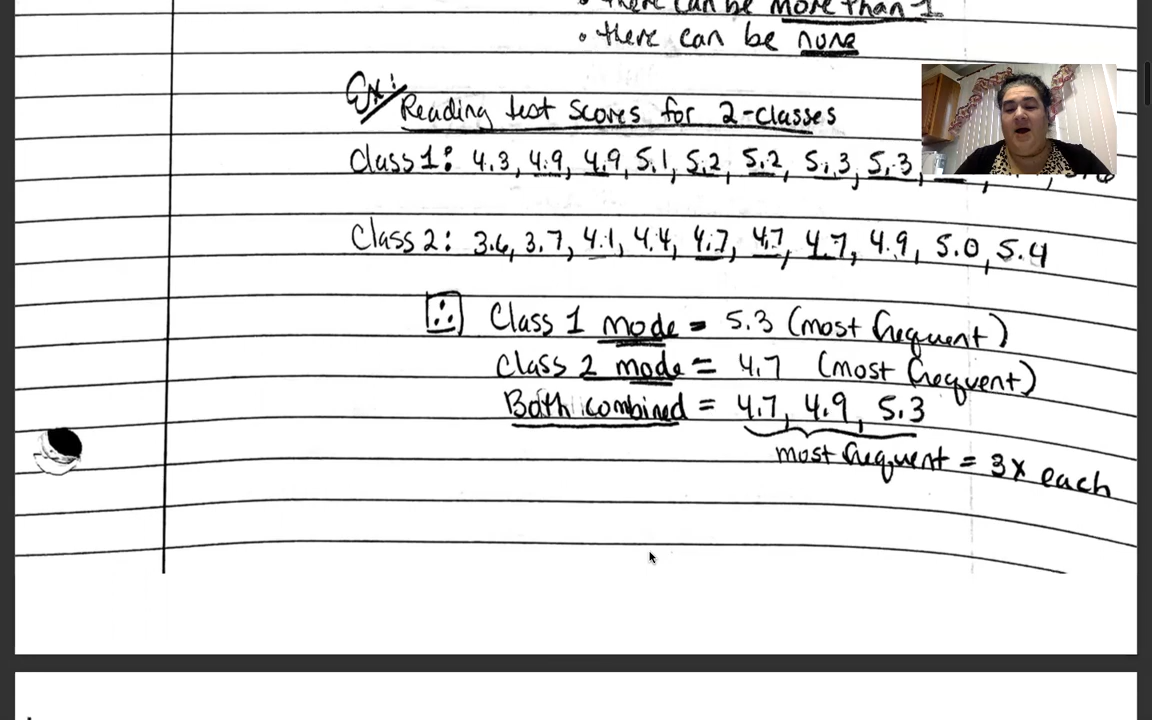 • there can be more than 1
• there can be none
Ex:
Reading test scores for 2-classes
Class 1: 4.3, 4.9, 4.9, 5.1, 5.2, 5.2, 5.3, 5.3,
Class 2: 3.6, 3.7, 4.1, 4.4, 4.7, 4.7, 4.7, 4.9, 5.0, 5.4
∴ Class 1 mode = 5.3 (most frequent)
Class 2 mode = 4.7 (most frequent)
Both combined = 4.7, 4.9, 5.3
most frequent = 3x each